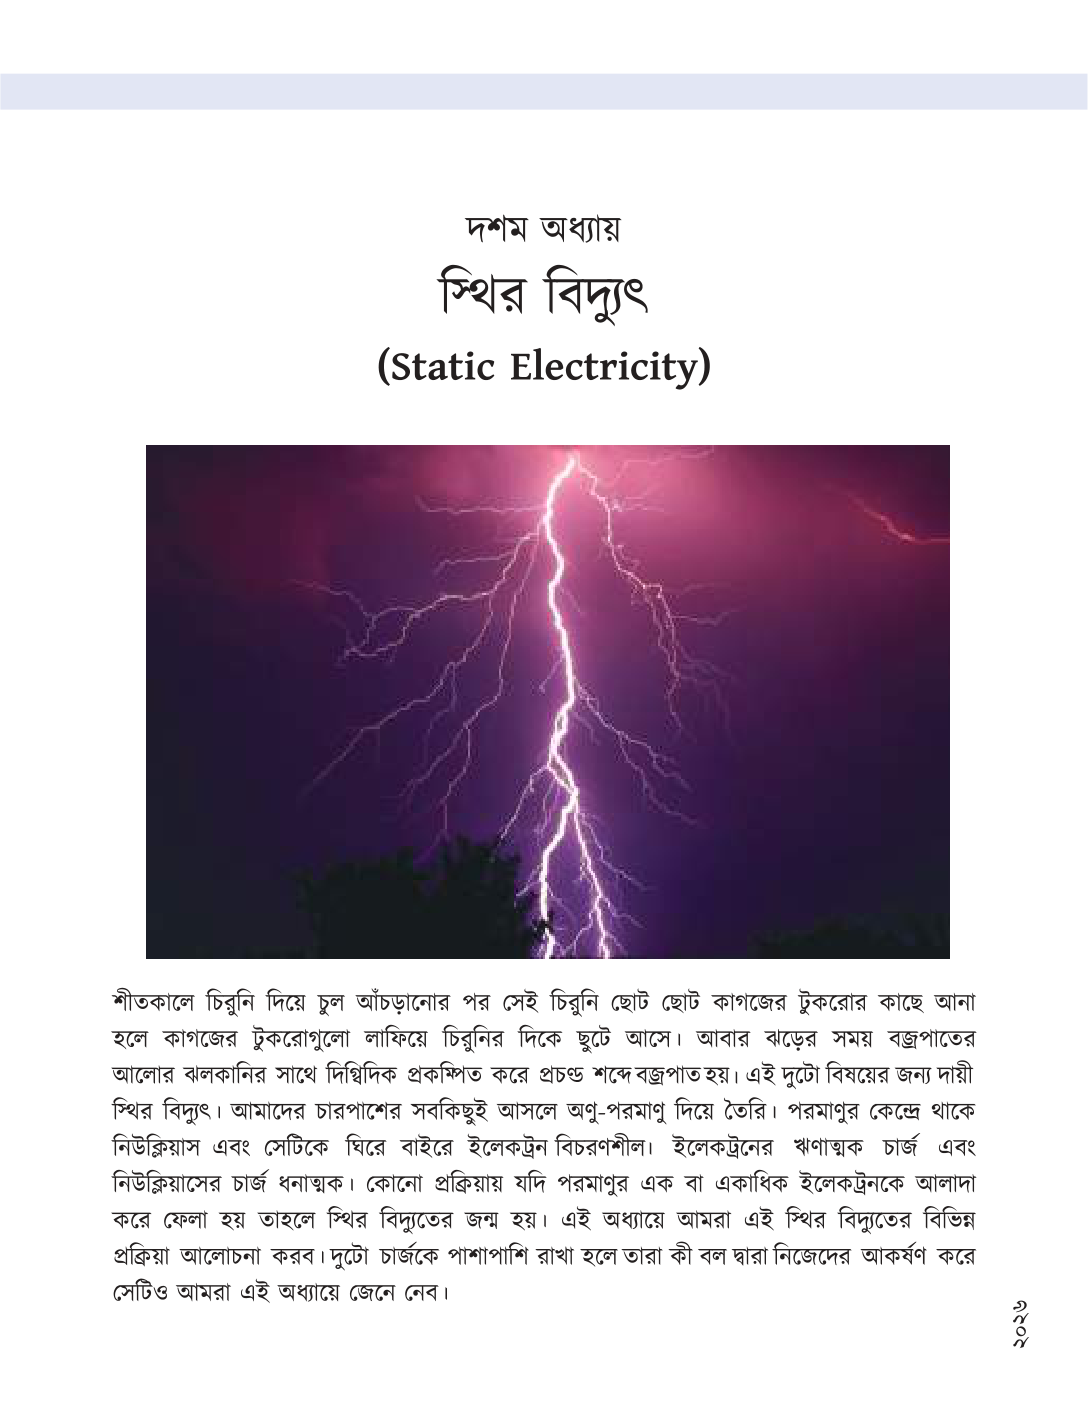 দশম অধ্যায়
স্থির বিদ্যুৎ
(Static Electricity)
শীতকালে চিরুনি দিয়ে চুল আঁচড়ানোর পর সেই চিরুনি ছোট ছোট কাগজের টুকরোর কাছে আনা
হলে কাগজের টুকরোগুলো লাফিয়ে চিরুনির দিকে ছুটে আসে। আবার ঝড়ের সময় বজ্রপাতের
আলোর ঝলকানির সাথে দিগ্বিদিক প্রকম্পিত করে প্রচণ্ড শব্দে বজ্রপাত হয়। এই দুটো বিষয়ের জন্য দায়ী
স্থির বিদ্যুৎ। আমাদের চারপাশের সবকিছুই আসলে অণু-পরমাণু দিয়ে তৈরি। পরমাণুর কেন্দ্রে থাকে
নিউক্লিয়াস এবং সেটিকে ঘিরে বাইরে ইলেকট্রন বিচরণশীল। ইলেকট্রনের ঋণাত্মক চার্জ এবং
নিউক্লিয়াসের চার্জ ধনাত্মক। কোনো প্রক্রিয়ায় যদি পরমাণুর এক বা একাধিক ইলেকট্রনকে আলাদা
করে ফেলা হয় তাহলে স্থির বিদ্যুতের জন্ম হয়। এই অধ্যায়ে আমরা এই স্থির বিদ্যুতের বিভিন্ন
প্রক্রিয়া আলোচনা করব। দুটো চার্জকে পাশাপাশি রাখা হলে তারা কী বল দ্বারা নিজেদের আকর্ষণ করে
সেটিও আমরা এই অধ্যায়ে জেনে নেব।
২০২৬